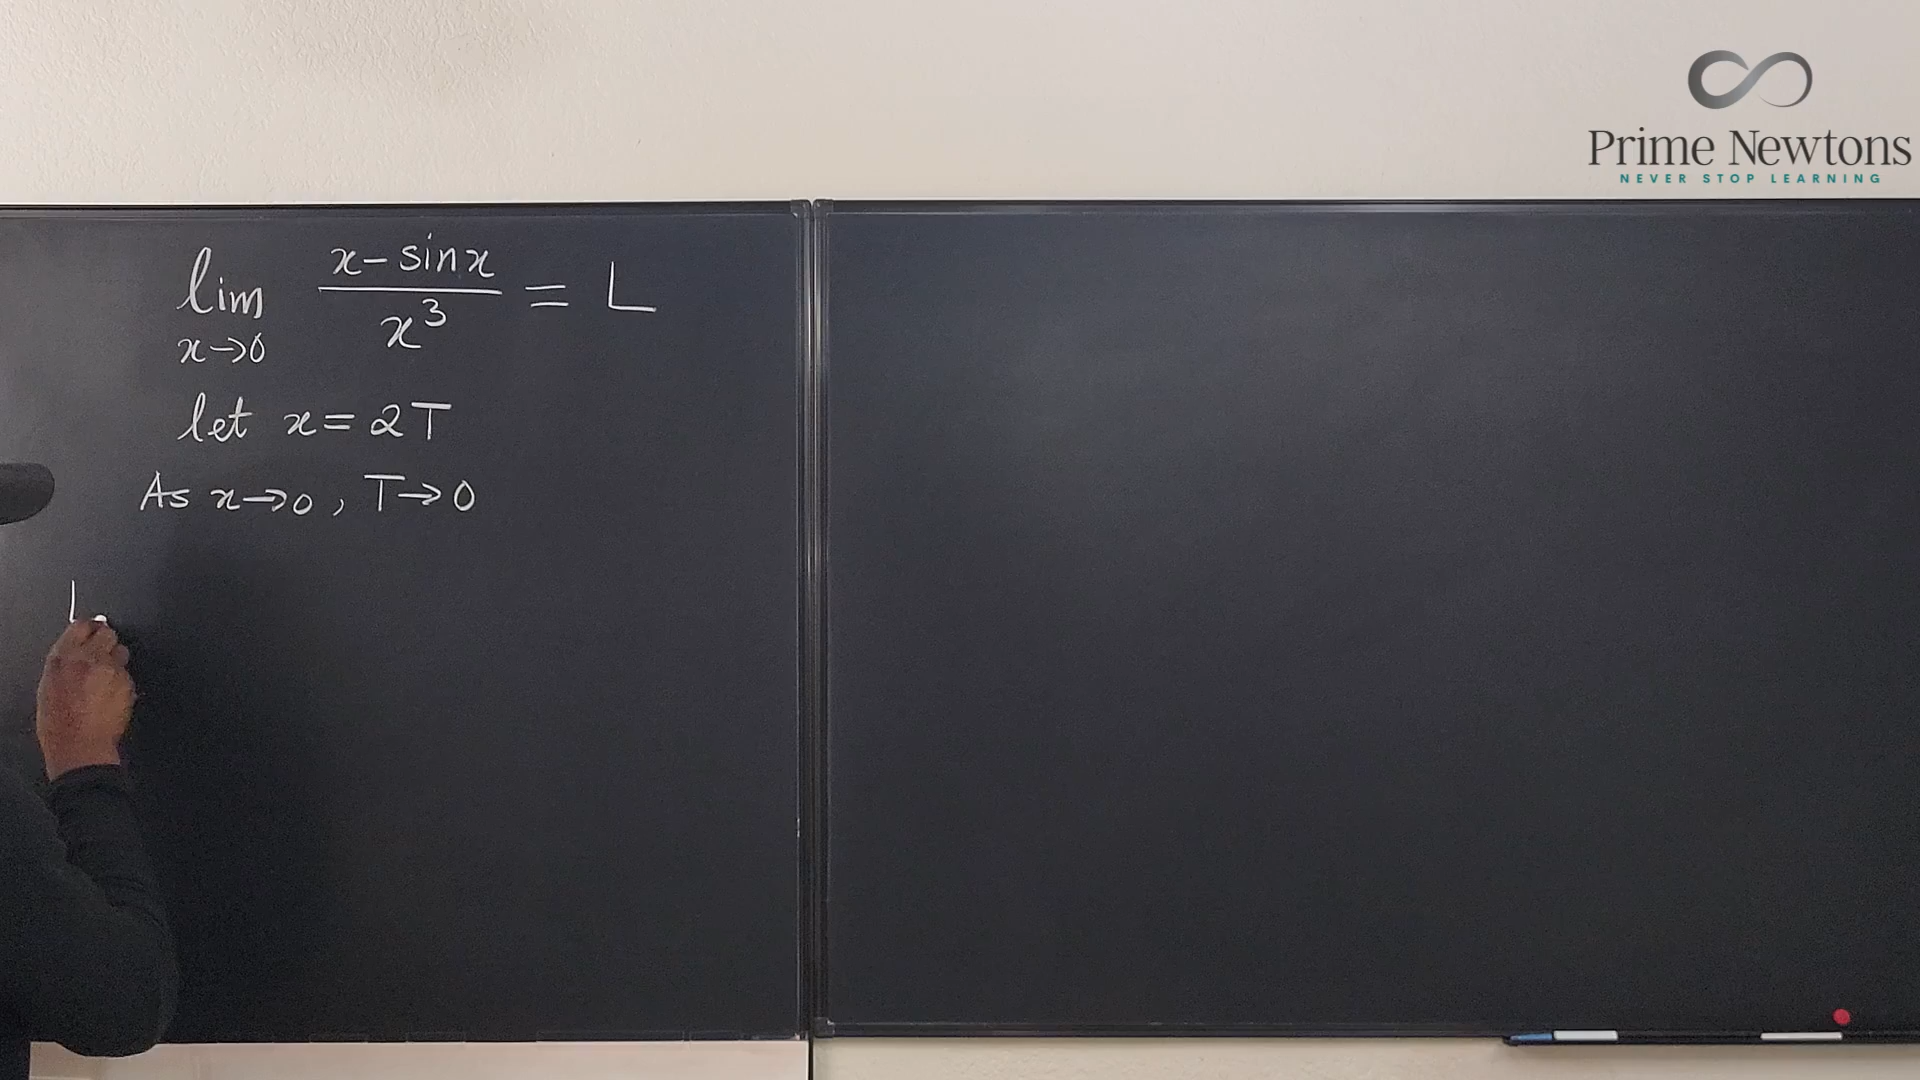 Prime Newtons
NEVER STOP LEARNING
lim x→0 (x - sin x)/x³ = L
let x = 2T
As x→0, T→0
L